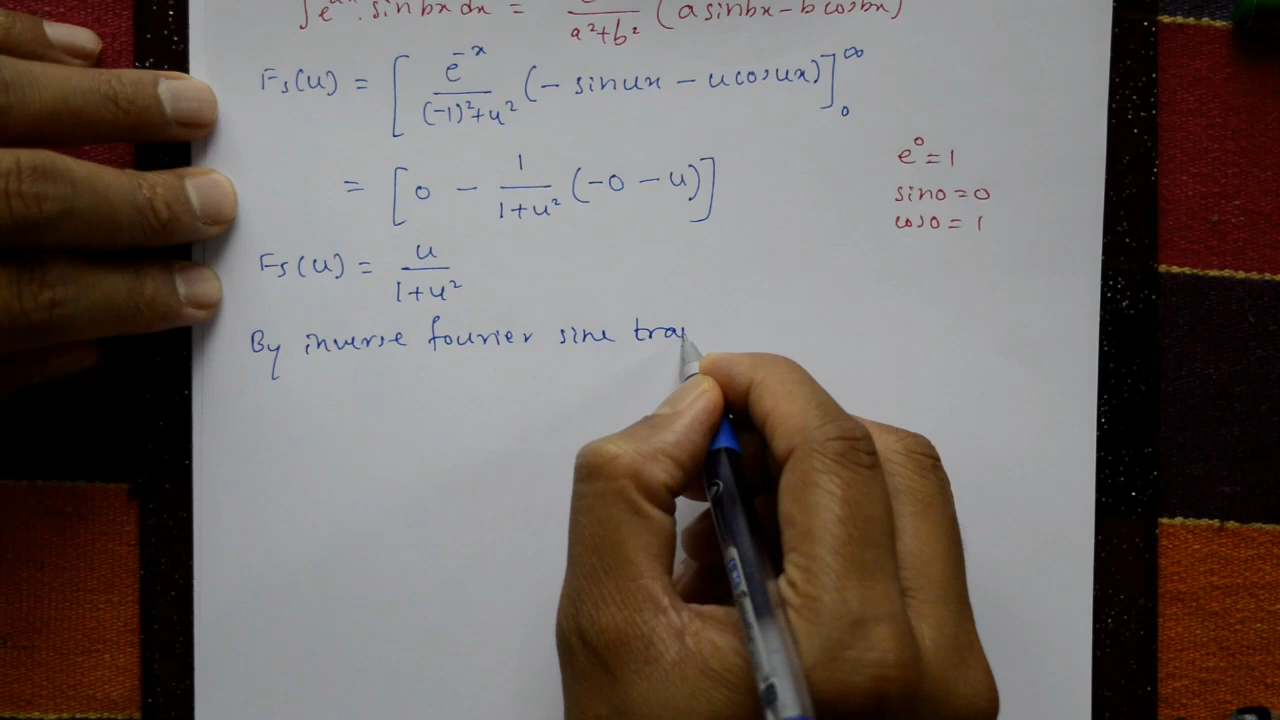 ∫e^ax . sinbx dx = —/a²+b² (a sinbx - b cosbx)
Fs(u) = [ e^-x/(-1)²+u² (- sinux - u cosux) ]₀^∞
= [ 0 - 1/1+u² (-0 - u) ]
e⁰ = 1
sin0 = 0
cos0 = 1
Fs(u) = u/1+u²
By inverse fourier sine tra